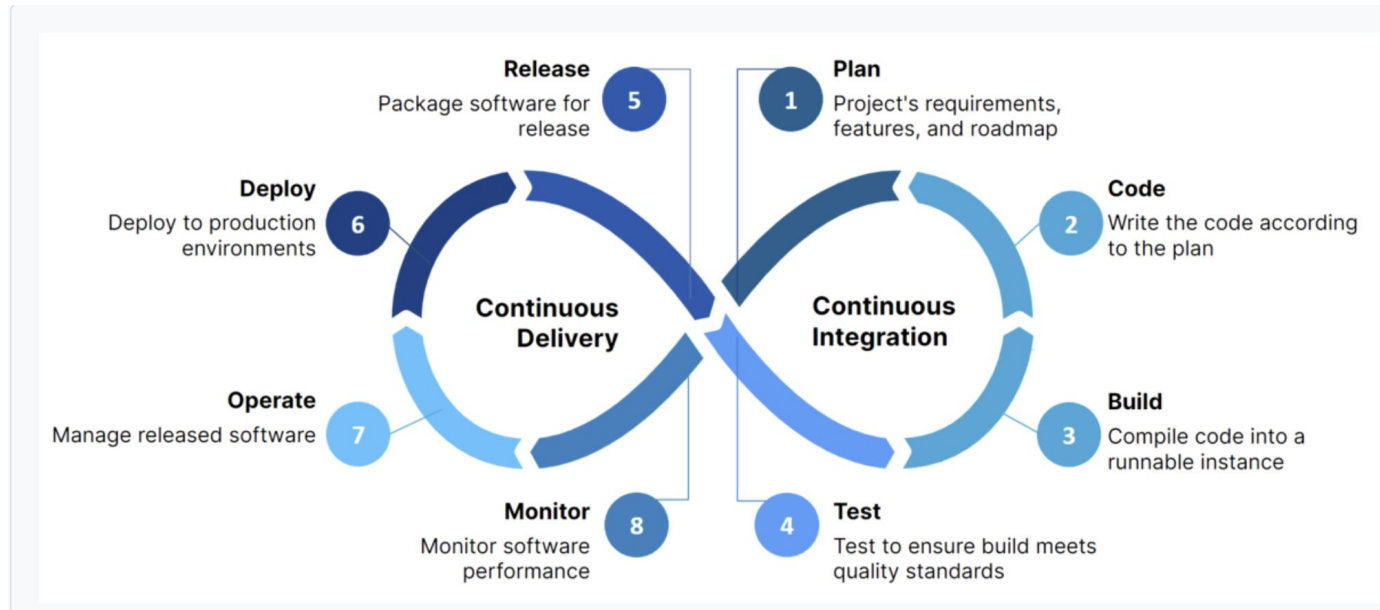 1
Plan
Project's requirements,
features, and roadmap
2
Code
Write the code according
to the plan
3
Build
Compile code into a
runnable instance
4
Test
Test to ensure build meets
quality standards
5
Release
Package software for
release
6
Deploy
Deploy to production
environments
7
Operate
Manage released software
8
Monitor
Monitor software
performance
Continuous
Delivery
Continuous
Integration